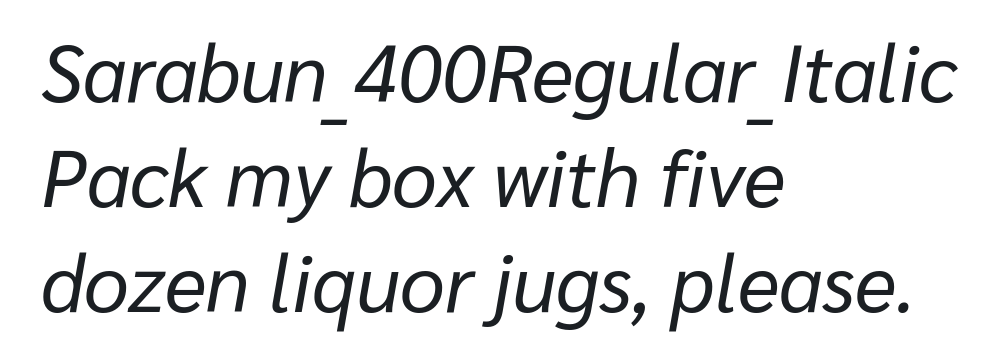 Sarabun_400Regular_Italic
Pack my box with five
dozen liquor jugs, please.